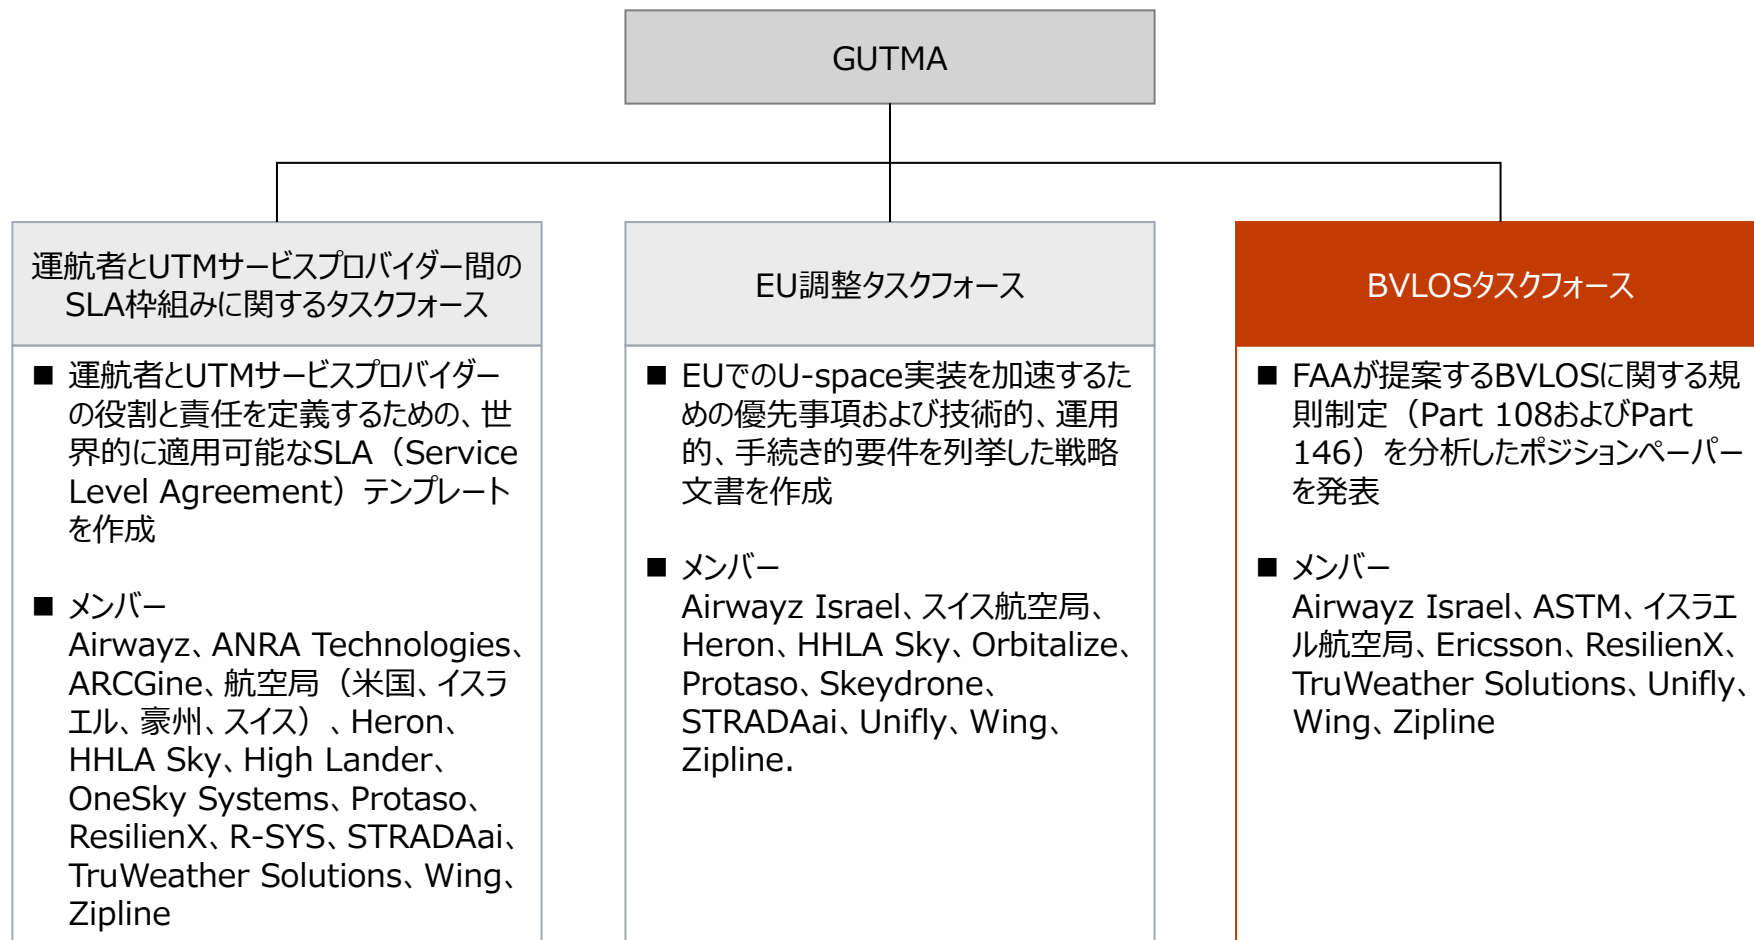 GUTMA
運航者とUTMサービスプロバイダー間の
SLA枠組みに関するタスクフォース
■ 運航者とUTMサービスプロバイダー
の役割と責任を定義するための、世
界的に適用可能なSLA（Service
Level Agreement）テンプレート
を作成
■ メンバー
Airwayz、ANRA Technologies、
ARCGine、航空局（米国、イスラ
エル、豪州、スイス）、Heron、
HHLA Sky、High Lander、
OneSky Systems、Protaso、
ResilienX、R-SYS、STRADAai、
TruWeather Solutions、Wing、
Zipline
EU調整タスクフォース
■ EUでのU-space実装を加速するた
めの優先事項および技術的、運用
的、手続き的要件を列挙した戦略
文書を作成
■ メンバー
Airwayz Israel、スイス航空局、
Heron、HHLA Sky、Orbitalize、
Protaso、Skeydrone、
STRADAai、Unifly、Wing、
Zipline.
BVLOSタスクフォース
■ FAAが提案するBVLOSに関する規
則制定（Part 108およびPart
146）を分析したポジションペーパー
を発表
■ メンバー
Airwayz Israel、ASTM、イスラエ
ル航空局、Ericsson、ResilienX、
TruWeather Solutions、Unifly、
Wing、Zipline